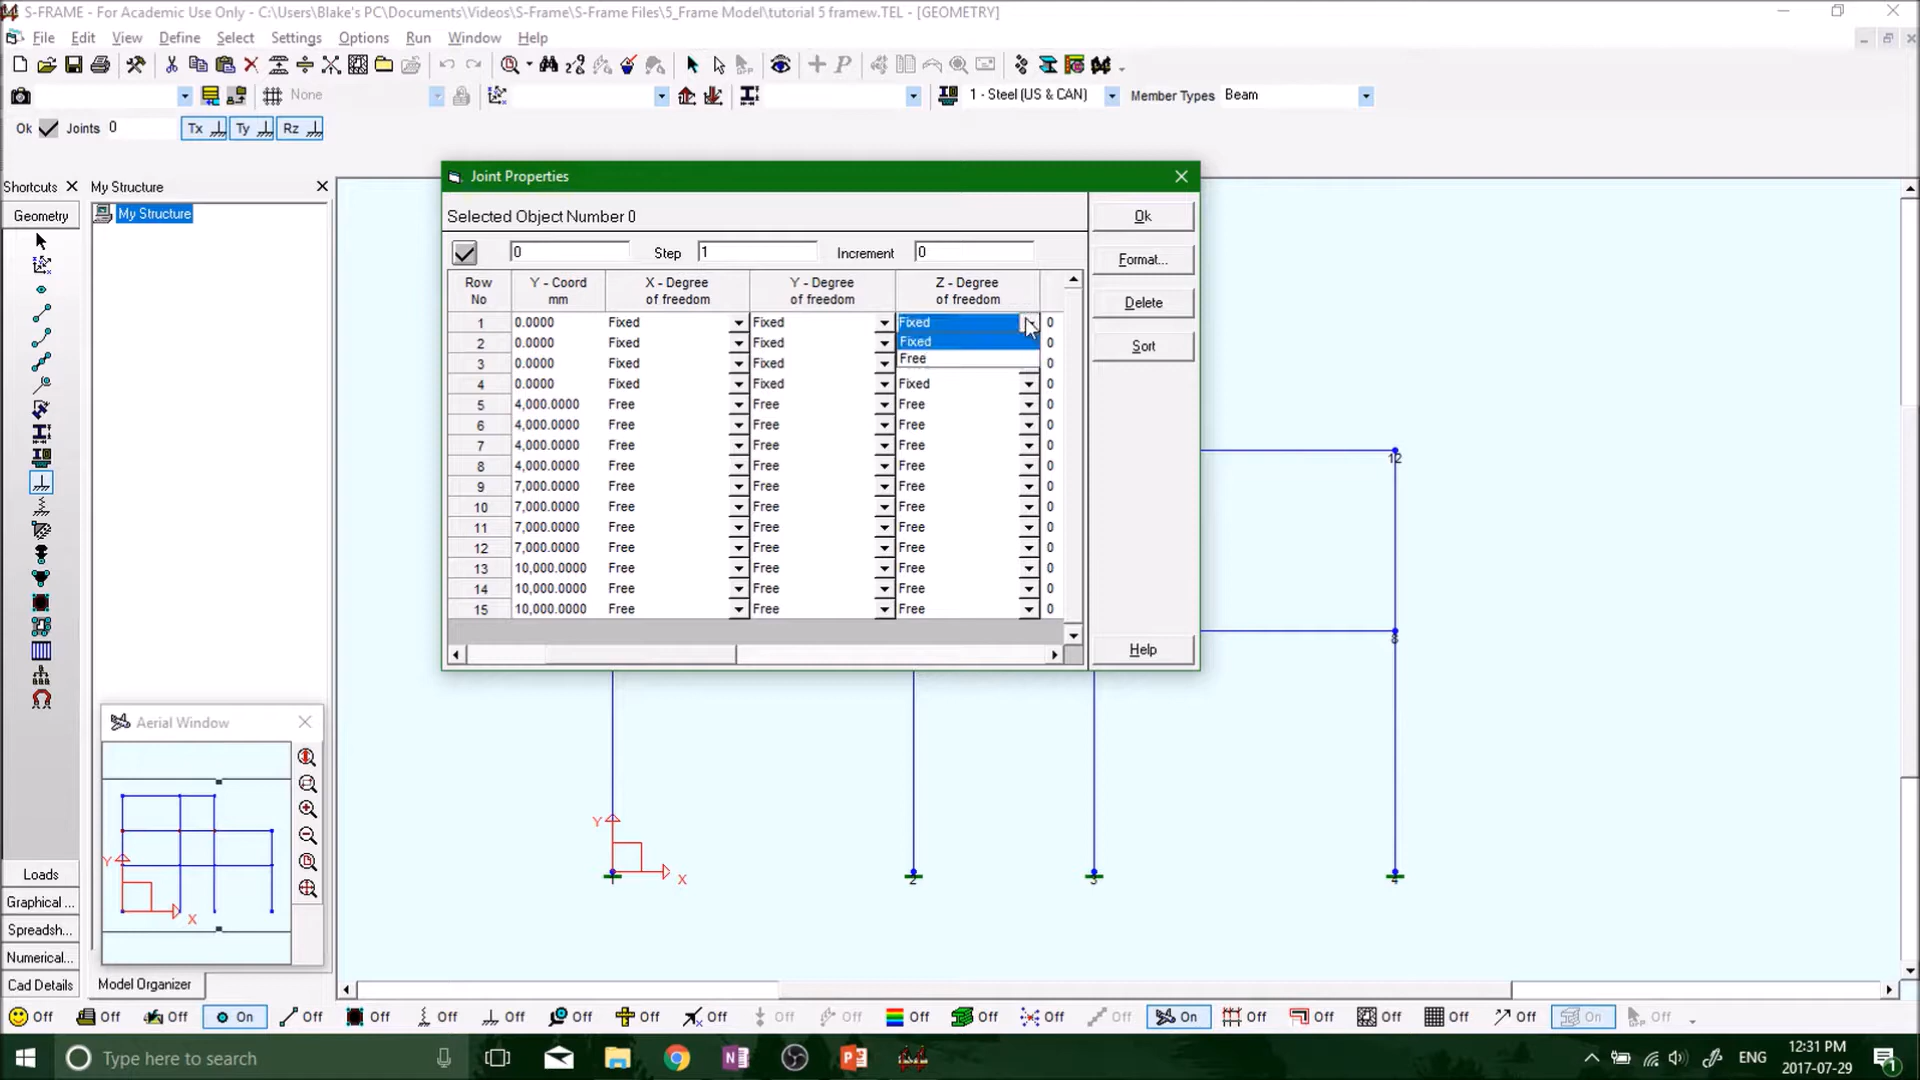 S-FRAME - For Academic Use Only - C:\Users\Blake's PC\Documents\Videos\S-Frame\S-Frame Files\5_Frame Model\tutorial 5 framew.TEL - [GEOMETRY]
File Edit View Define Select Settings Options Run Window Help
None 1 - Steel (US & CAN) Member Types Beam
Ok Joints 0 Tx Ty Rz
Shortcuts My Structure
Geometry My Structure
Joint Properties
Selected Object Number 0 Ok
0 Step 1 Increment 0 Format...
Row No Y - Coord mm X - Degree of freedom Y - Degree of freedom Z - Degree of freedom
Delete
Sort
1 0.0000 Fixed Fixed Fixed 0
2 0.0000 Fixed Fixed Fixed 0
3 0.0000 Fixed Fixed Free 0
4 0.0000 Fixed Fixed Fixed 0
5 4,000.0000 Free Free Free 0
6 4,000.0000 Free Free Free 0
7 4,000.0000 Free Free Free 0
8 4,000.0000 Free Free Free 0
9 7,000.0000 Free Free Free 0
10 7,000.0000 Free Free Free 0
11 7,000.0000 Free Free Free 0
12 7,000.0000 Free Free Free 0
13 10,000.0000 Free Free Free 0
14 10,000.0000 Free Free Free 0
15 10,000.0000 Free Free Free 0
Help
12
8
Aerial Window
Y X
Y X
2 3 4
Loads
Graphical ...
Spreadsh...
Numerical...
Cad Details Model Organizer
Off Off Off On Off Off Off Off Off Off Off Off Off Off Off Off Off On Off Off Off Off Off On Off
Type here to search ENG 12:31 PM 2017-07-29 1